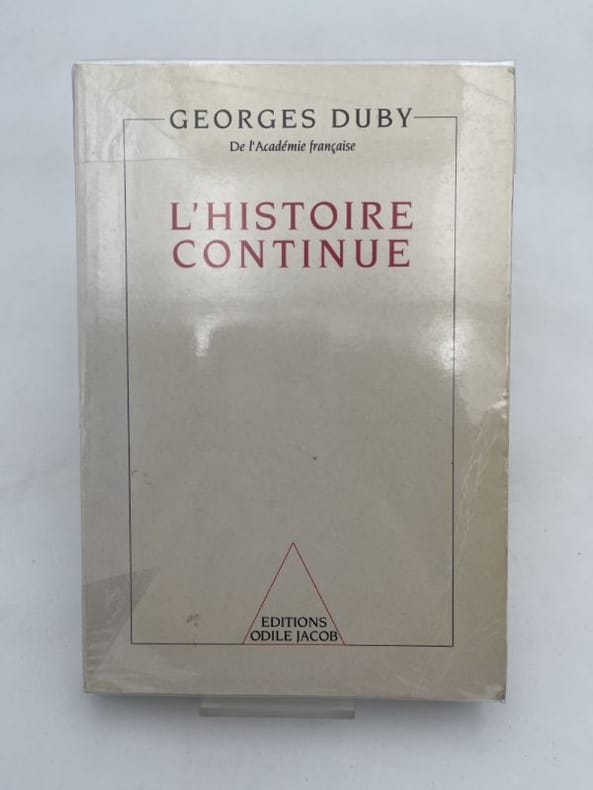 GEORGES DUBY
De l'Académie française
L'HISTOIRE
CONTINUE
EDITIONS
ODILE JACOB